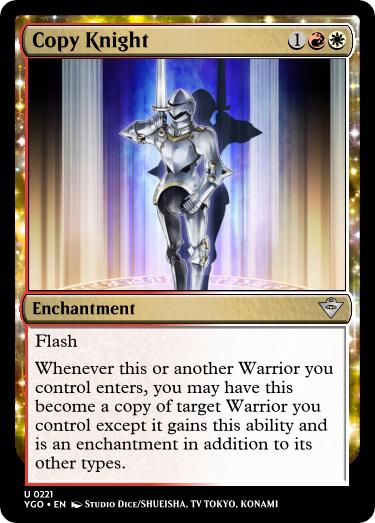 Copy Knight 1
Enchantment
Flash
Whenever this or another Warrior you
control enters, you may have this
become a copy of target Warrior you
control except it gains this ability and
is an enchantment in addition to its
other types.
U 0221
YGO • EN Studio Dice/SHUEISHA, TV TOKYO, KONAMI